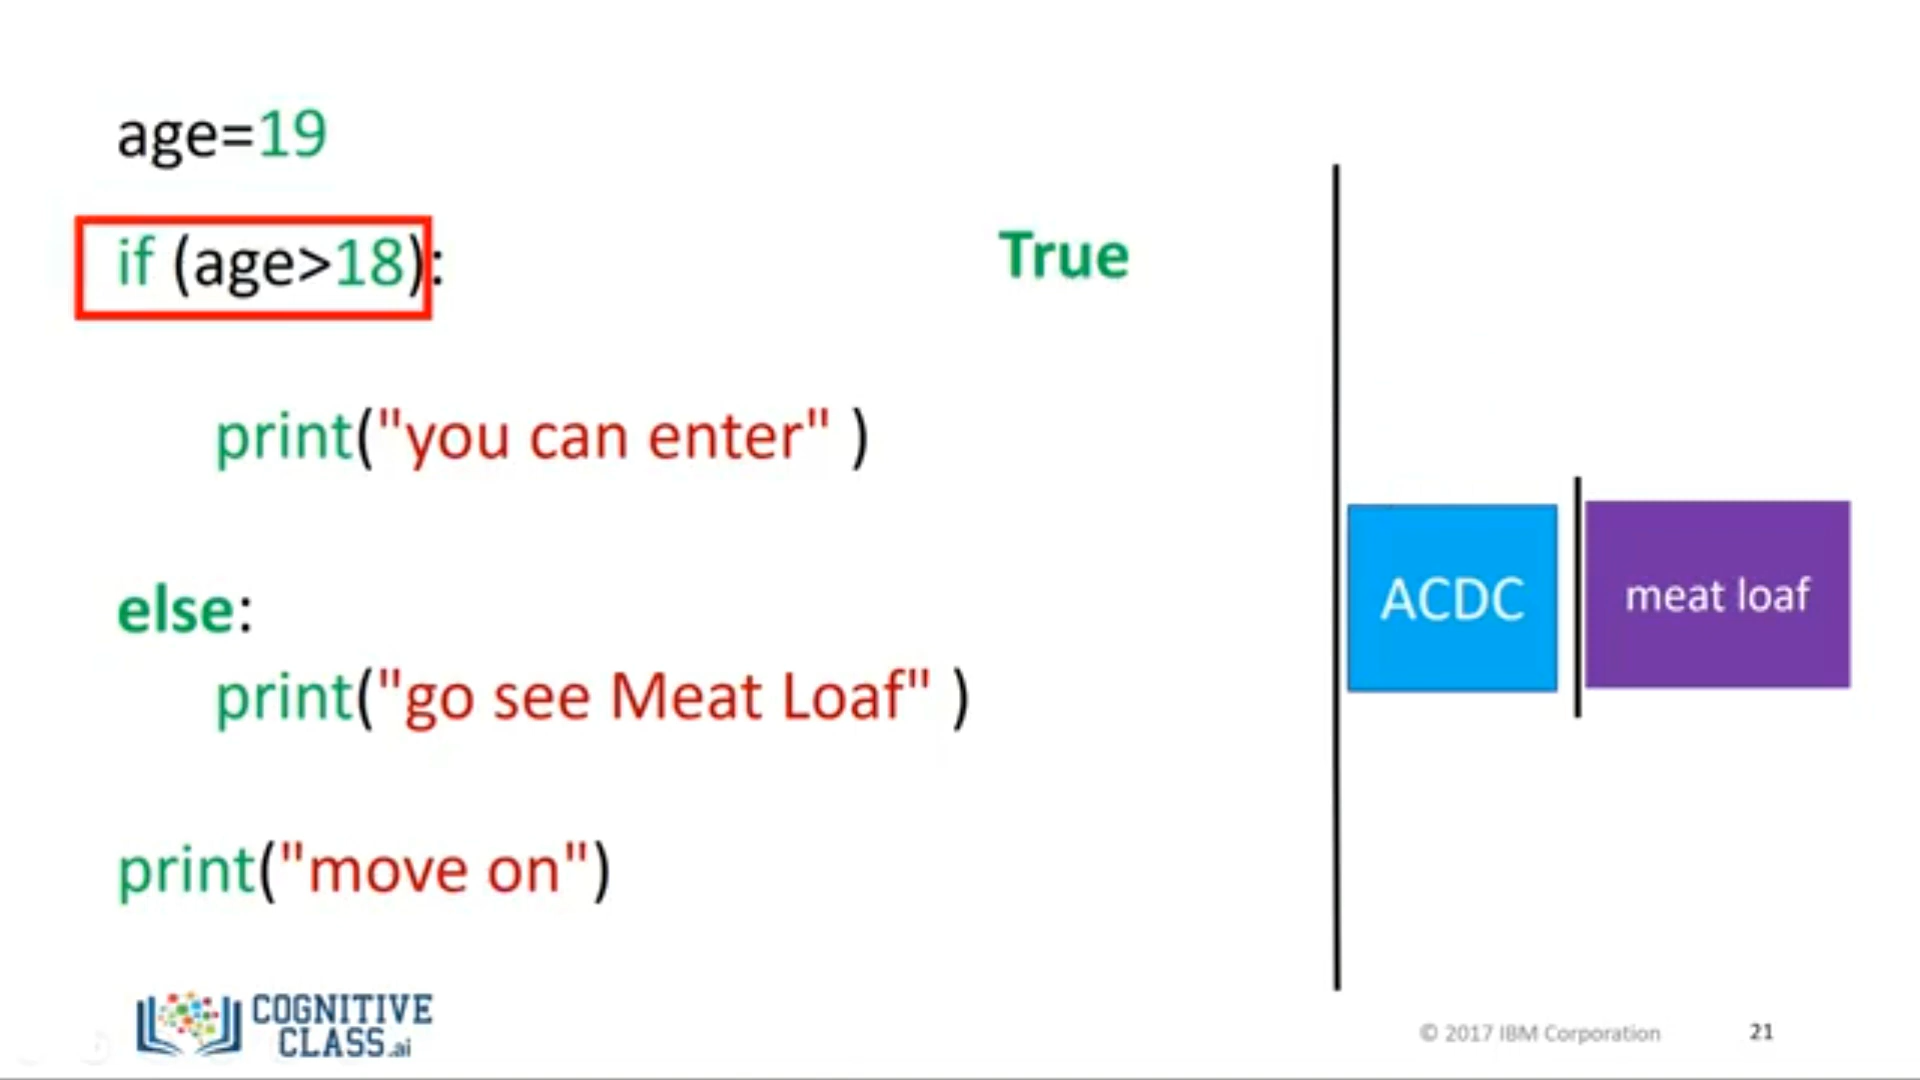 age=19
if (age>18):
True
print("you can enter" )
else:
print("go see Meat Loaf" )
print("move on")
ACDC
meat loaf
COGNITIVE
CLASS.ai
© 2017 IBM Corporation
21